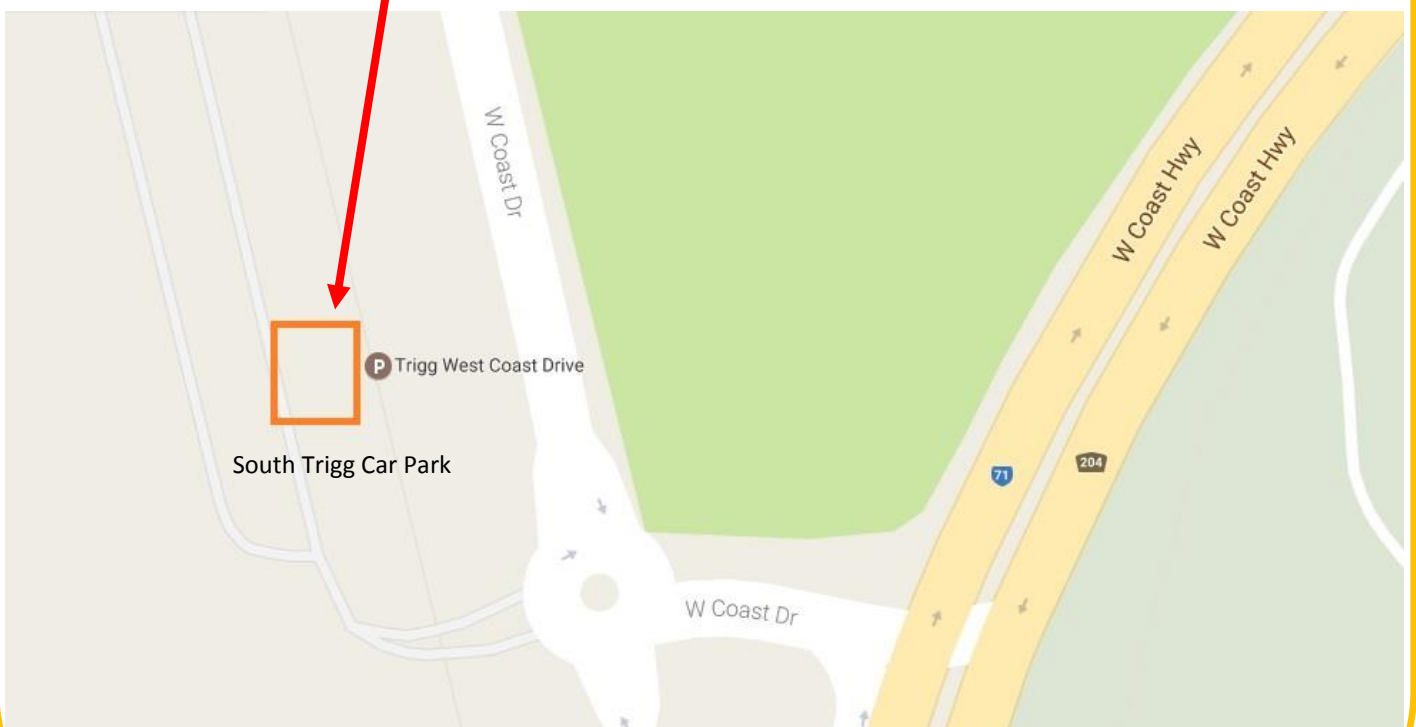 W Coast Dr
W Coast Hwy
W Coast Hwy
P Trigg West Coast Drive
South Trigg Car Park
71
204
W Coast Dr